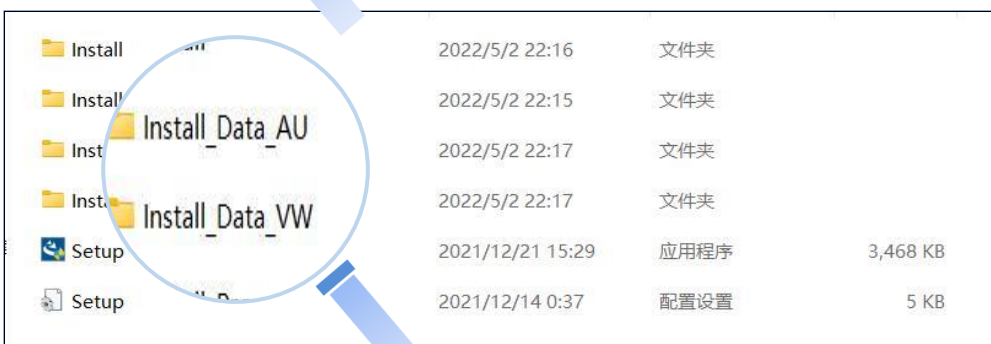 Install 2022/5/2 22:16 文件夹
Install 2022/5/2 22:15 文件夹
Install_Data_AU
Inst 2022/5/2 22:17 文件夹
Inst 2022/5/2 22:17 文件夹
Install_Data_VW
Setup 2021/12/21 15:29 应用程序 3,468 KB
Setup 2021/12/14 0:37 配置设置 5 KB